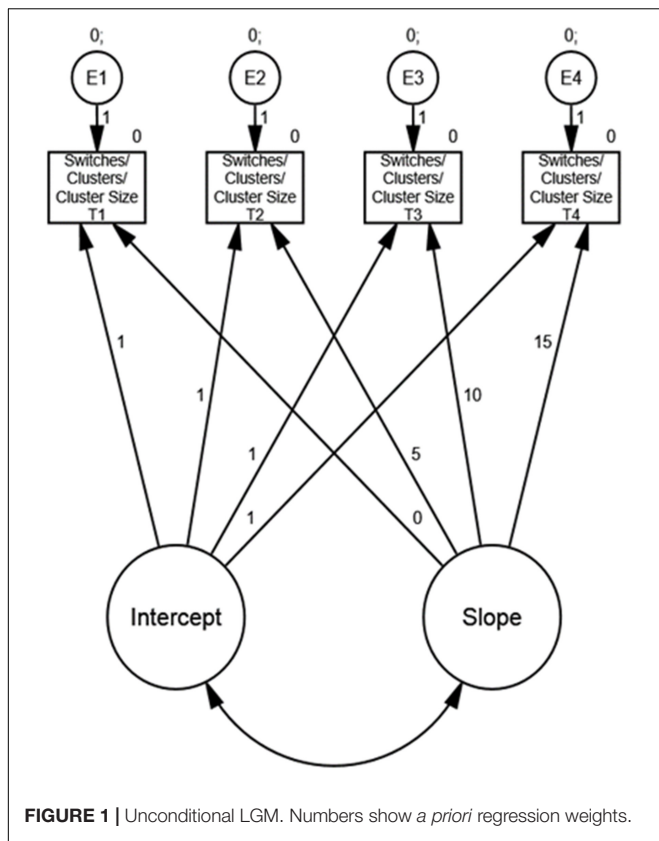 0; 0; 0; 0;
E1 E2 E3 E4
1 1 1 1
0 0 0 0
Switches/ Switches/ Switches/ Switches/
Clusters/ Clusters/ Clusters/ Clusters/
Cluster Size Cluster Size Cluster Size Cluster Size
T1 T2 T3 T4
1 15
1 10
1 5
1 0
Intercept Slope
FIGURE 1 | Unconditional LGM. Numbers show a priori regression weights.